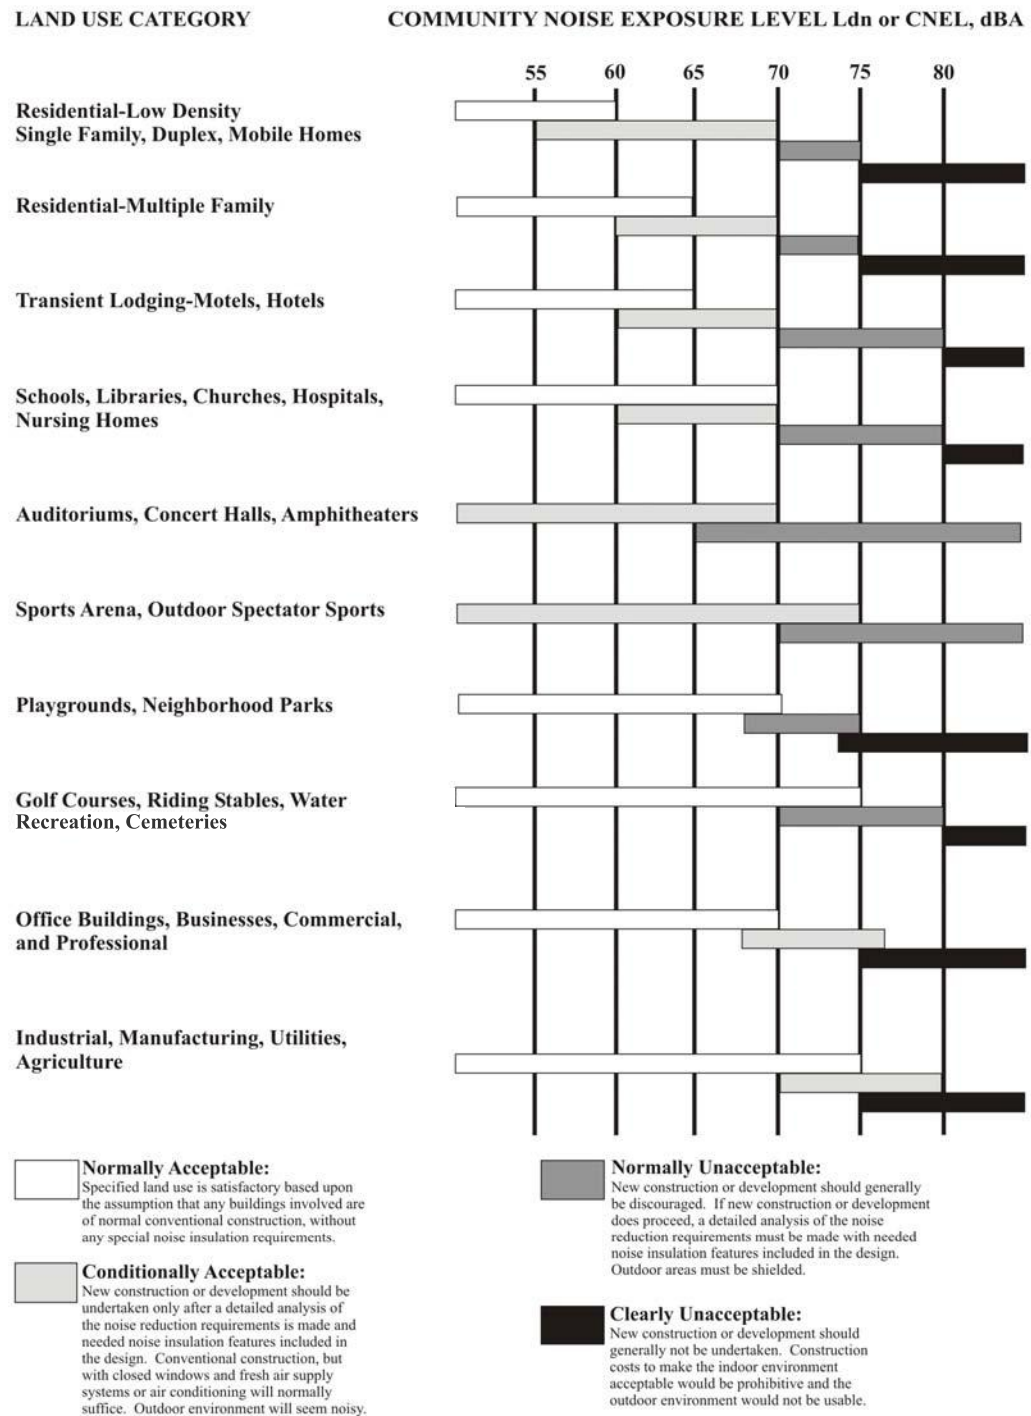 LAND USE CATEGORY
COMMUNITY NOISE EXPOSURE LEVEL Ldn or CNEL, dBA
55 60 65 70 75 80
Residential-Low Density
Single Family, Duplex, Mobile Homes
Residential-Multiple Family
Transient Lodging-Motels, Hotels
Schools, Libraries, Churches, Hospitals,
Nursing Homes
Auditoriums, Concert Halls, Amphitheaters
Sports Arena, Outdoor Spectator Sports
Playgrounds, Neighborhood Parks
Golf Courses, Riding Stables, Water
Recreation, Cemeteries
Office Buildings, Businesses, Commercial,
and Professional
Industrial, Manufacturing, Utilities,
Agriculture
Normally Acceptable:
Specified land use is satisfactory based upon
the assumption that any buildings involved are
of normal conventional construction, without
any special noise insulation requirements.
Conditionally Acceptable:
New construction or development should be
undertaken only after a detailed analysis of
the noise reduction requirements is made and
needed noise insulation features included in
the design. Conventional construction, but
with closed windows and fresh air supply
systems or air conditioning will normally
suffice. Outdoor environment will seem noisy.
Normally Unacceptable:
New construction or development should generally
be discouraged. If new construction or development
does proceed, a detailed analysis of the noise
reduction requirements must be made with needed
noise insulation features included in the design.
Outdoor areas must be shielded.
Clearly Unacceptable:
New construction or development should
generally not be undertaken. Construction
costs to make the indoor environment
acceptable would be prohibitive and the
outdoor environment would not be usable.